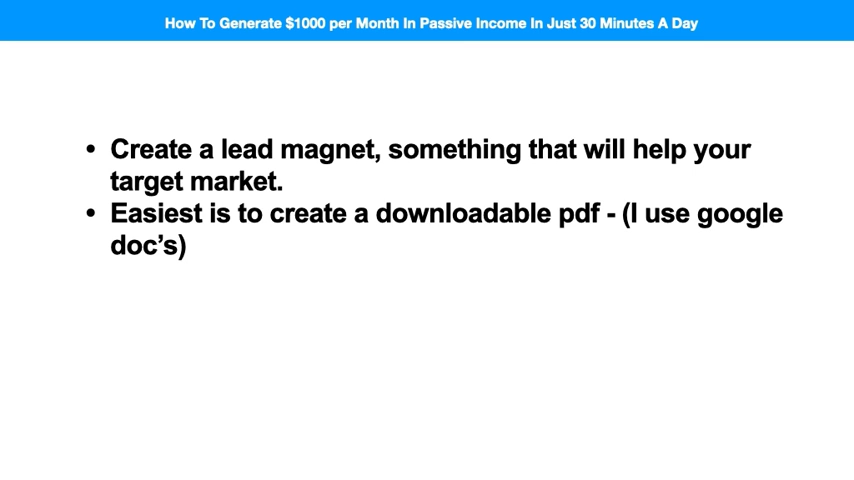 How To Generate $1000 per Month In Passive Income In Just 30 Minutes A Day
• Create a lead magnet, something that will help your
target market.
• Easiest is to create a downloadable pdf - (I use google
doc’s)